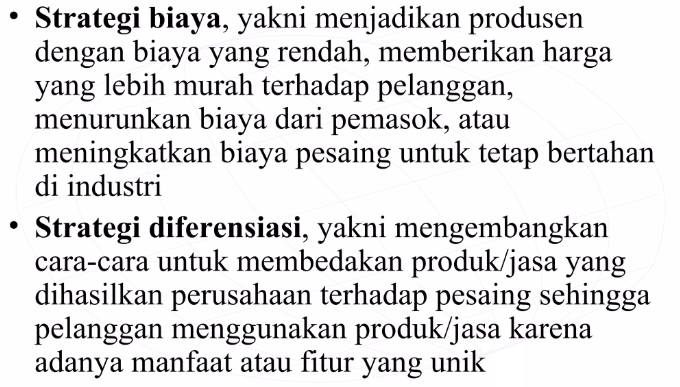 • Strategi biaya, yakni menjadikan produsen
dengan biaya yang rendah, memberikan harga
yang lebih murah terhadap pelanggan,
menurunkan biaya dari pemasok, atau
meningkatkan biaya pesaing untuk tetap bertahan
di industri
• Strategi diferensiasi, yakni mengembangkan
cara-cara untuk membedakan produk/jasa yang
dihasilkan perusahaan terhadap pesaing sehingga
pelanggan menggunakan produk/jasa karena
adanya manfaat atau fitur yang unik